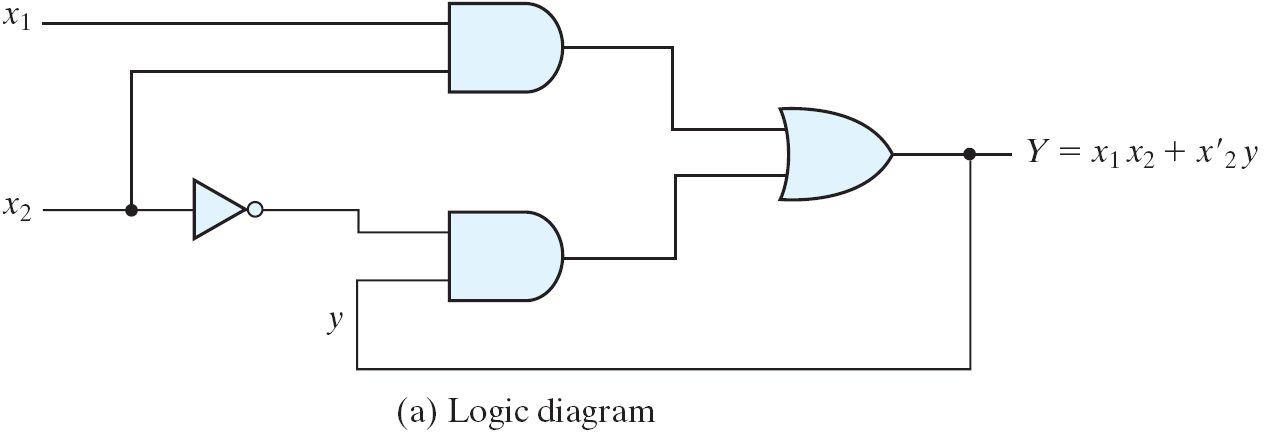 x1
x2
Y = x1 x2 + x'2 y
y
(a) Logic diagram